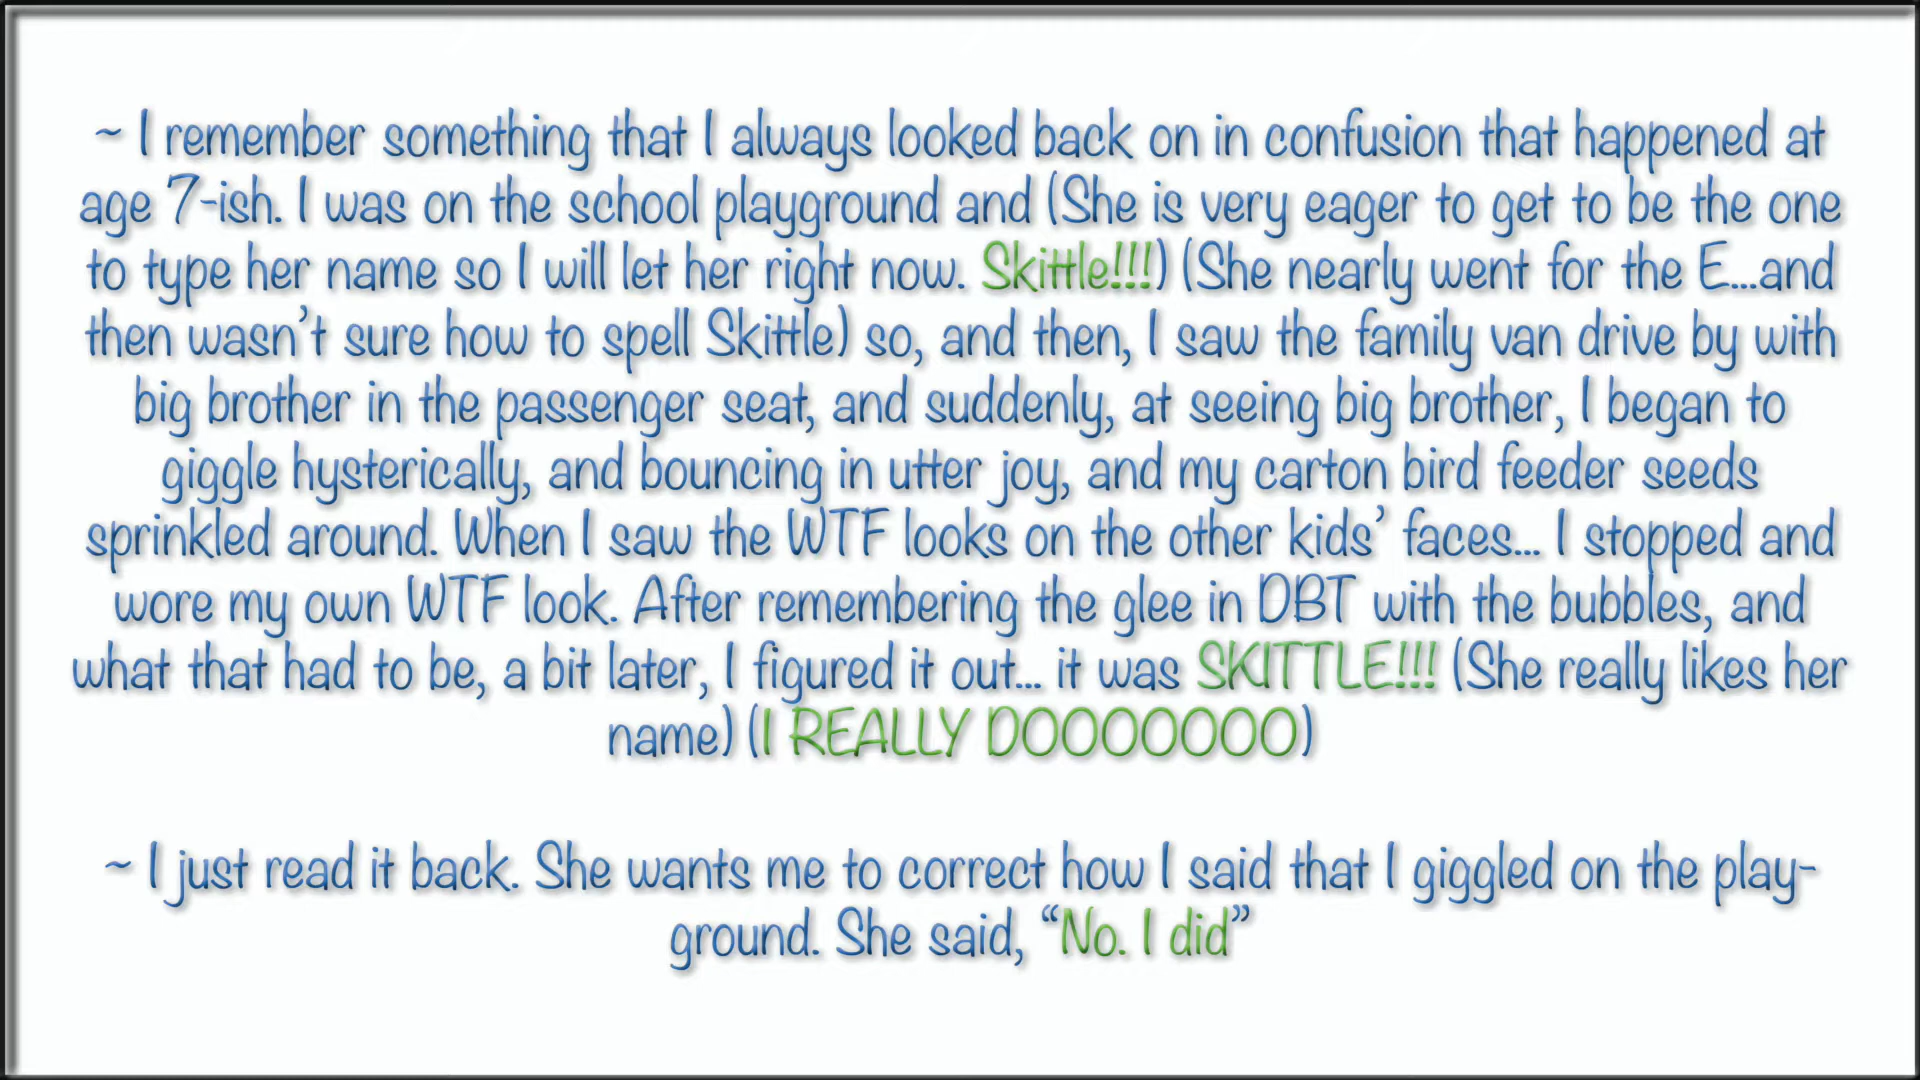 ~ I remember something that I always looked back on in confusion that happened at
age 7-ish. I was on the school playground and (She is very eager to get to be the one
to type her name so I will let her right now. Skittle!!!) (She nearly went for the E...and
then wasn’t sure how to spell Skittle) so, and then, I saw the family van drive by with
big brother in the passenger seat, and suddenly, at seeing big brother, I began to
giggle hysterically, and bouncing in utter joy, and my carton bird feeder seeds
sprinkled around. When I saw the WTF looks on the other kids’ faces... I stopped and
wore my own WTF look. After remembering the glee in DBT with the bubbles, and
what that had to be, a bit later, I figured it out... it was SKITTLE!!! (She really likes her
name) (I REALLY DOOOOOOO)
~ I just read it back. She wants me to correct how I said that I giggled on the play-
ground. She said, “No. I did”